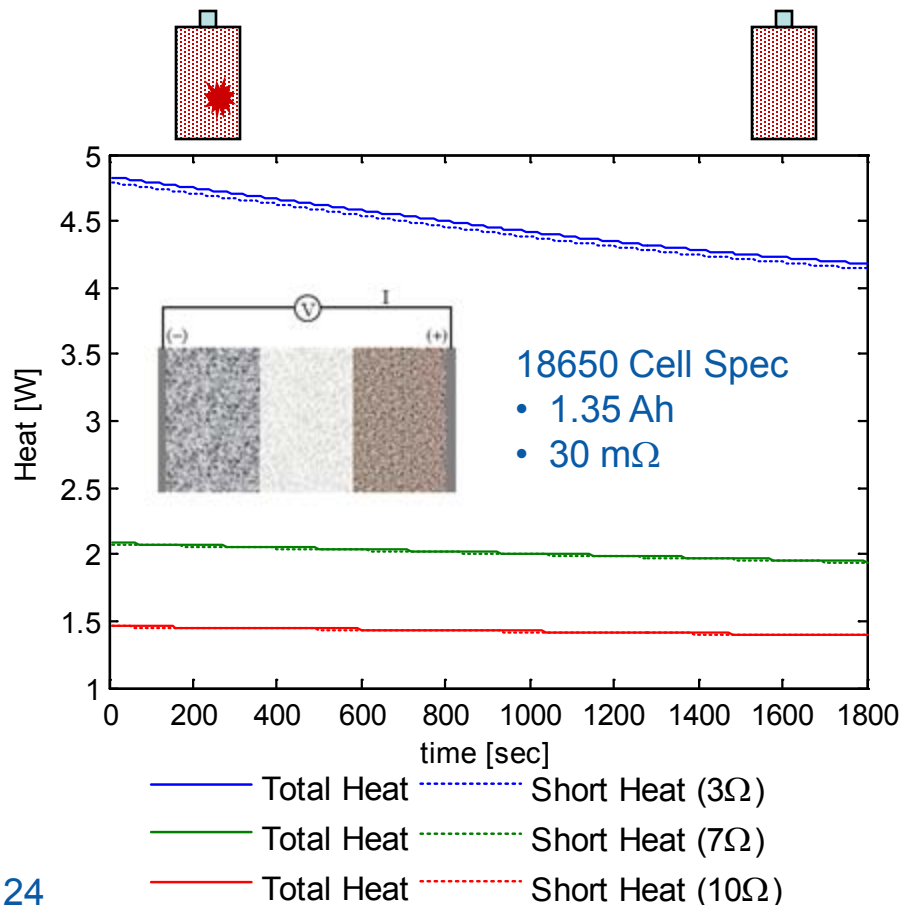 5
4.5
4
3.5
3
2.5
2
1.5
1
Heat [W]
V
I
(−)
(+)
18650 Cell Spec
• 1.35 Ah
• 30 mΩ
0 200 400 600 800 1000 1200 1400 1600 1800
time [sec]
Total Heat Short Heat (3Ω)
Total Heat Short Heat (7Ω)
Total Heat Short Heat (10Ω)
24